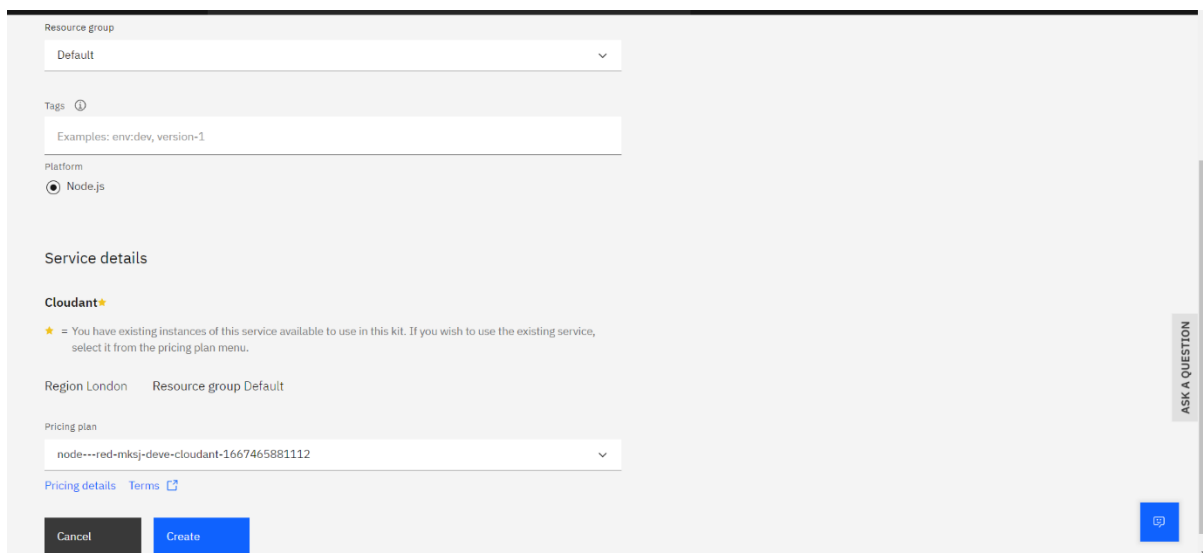 Resource group
Default
Tags
Examples: env:dev, version-1
Platform
Node.js
Service details
Cloudant★
★ = You have existing instances of this service available to use in this kit. If you wish to use the existing service,
select it from the pricing plan menu.
Region London Resource group Default
Pricing plan
node---red-mksj-deve-cloudant-1667465881112
Pricing details Terms
Cancel Create
ASK A QUESTION